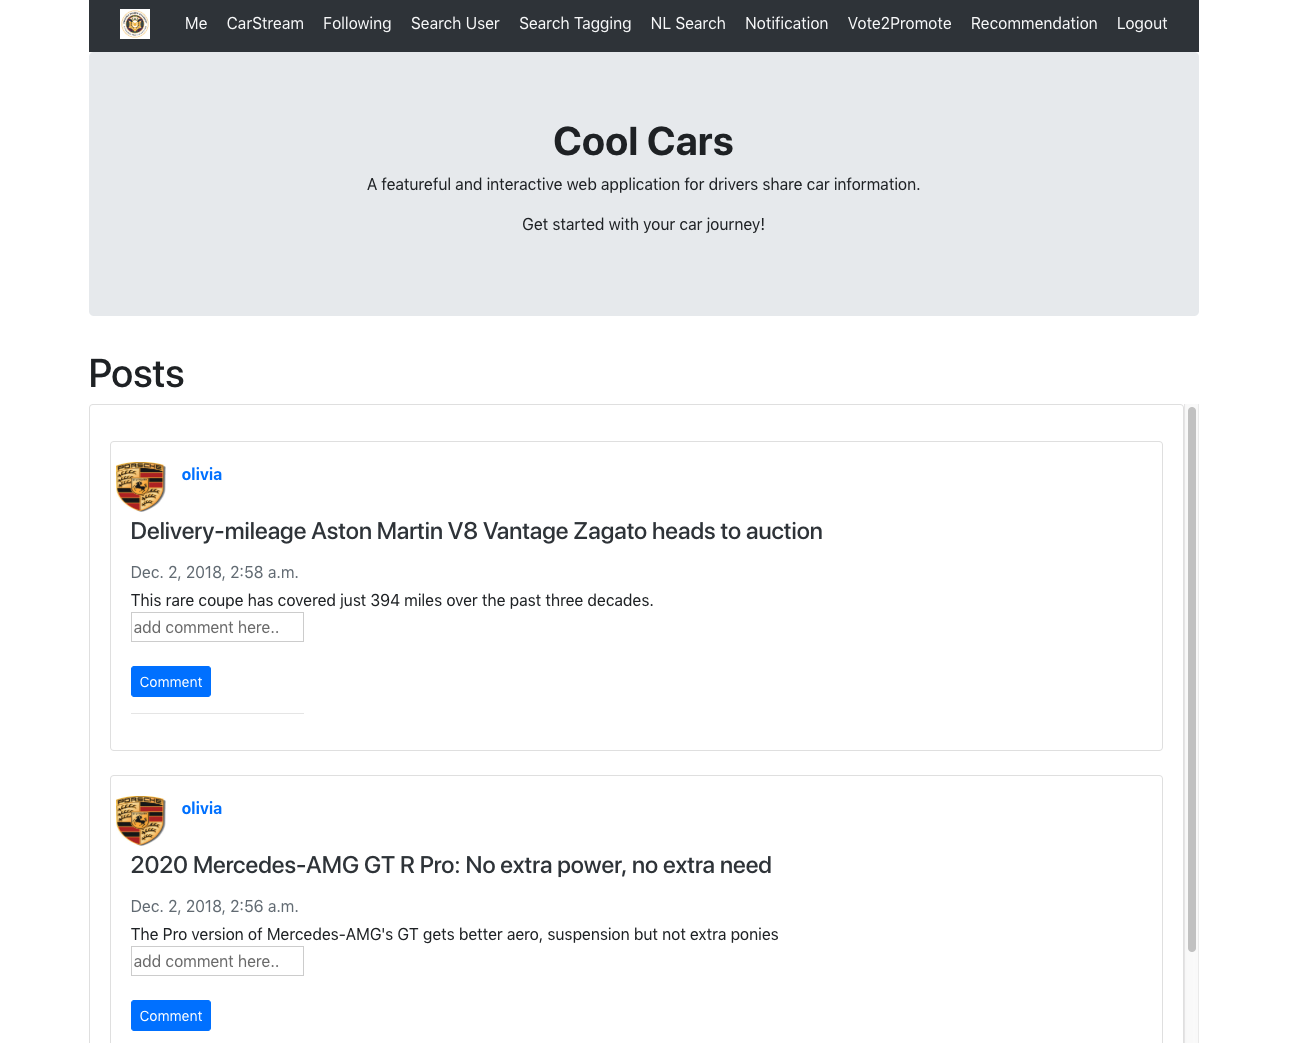 Me CarStream Following Search User Search Tagging NL Search Notification Vote2Promote Recommendation Logout
Cool Cars
A featureful and interactive web application for drivers share car information.
Get started with your car journey!
Posts
PORSCHE
olivia
Delivery-mileage Aston Martin V8 Vantage Zagato heads to auction
Dec. 2, 2018, 2:58 a.m.
This rare coupe has covered just 394 miles over the past three decades.
add comment here..
Comment
PORSCHE
olivia
2020 Mercedes-AMG GT R Pro: No extra power, no extra need
Dec. 2, 2018, 2:56 a.m.
The Pro version of Mercedes-AMG's GT gets better aero, suspension but not extra ponies
add comment here..
Comment